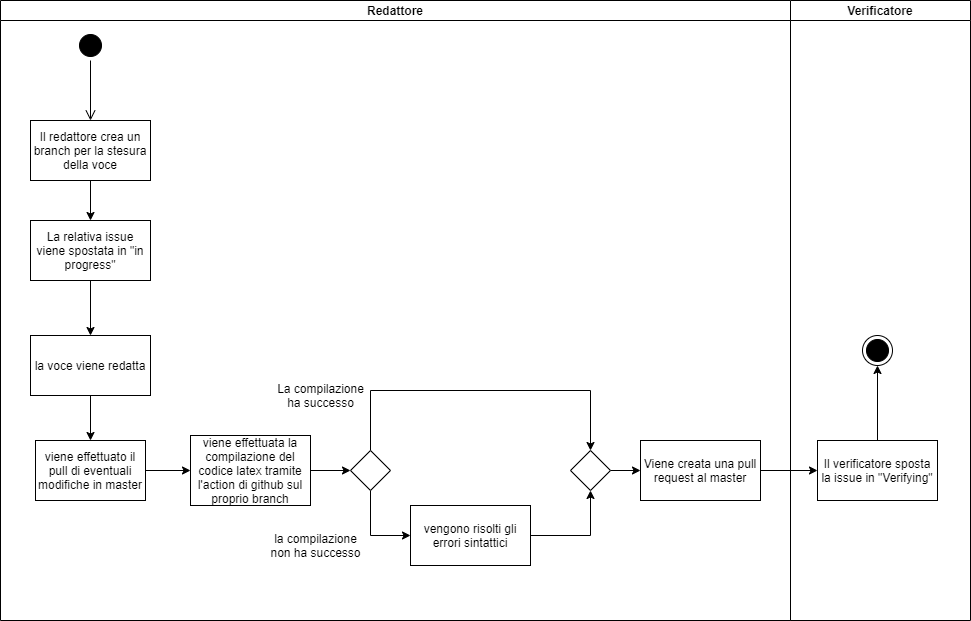 Redattore
Verificatore
Il redattore crea un
branch per la stesura
della voce
La relativa issue
viene spostata in "in
progress"
la voce viene redatta
viene effettuato il
pull di eventuali
modifiche in master
viene effettuata la
compilazione del
codice latex tramite
l'action di github sul
proprio branch
La compilazione
ha successo
la compilazione
non ha successo
vengono risolti gli
errori sintattici
Viene creata una pull
request al master
Il verificatore sposta
la issue in "Verifying"